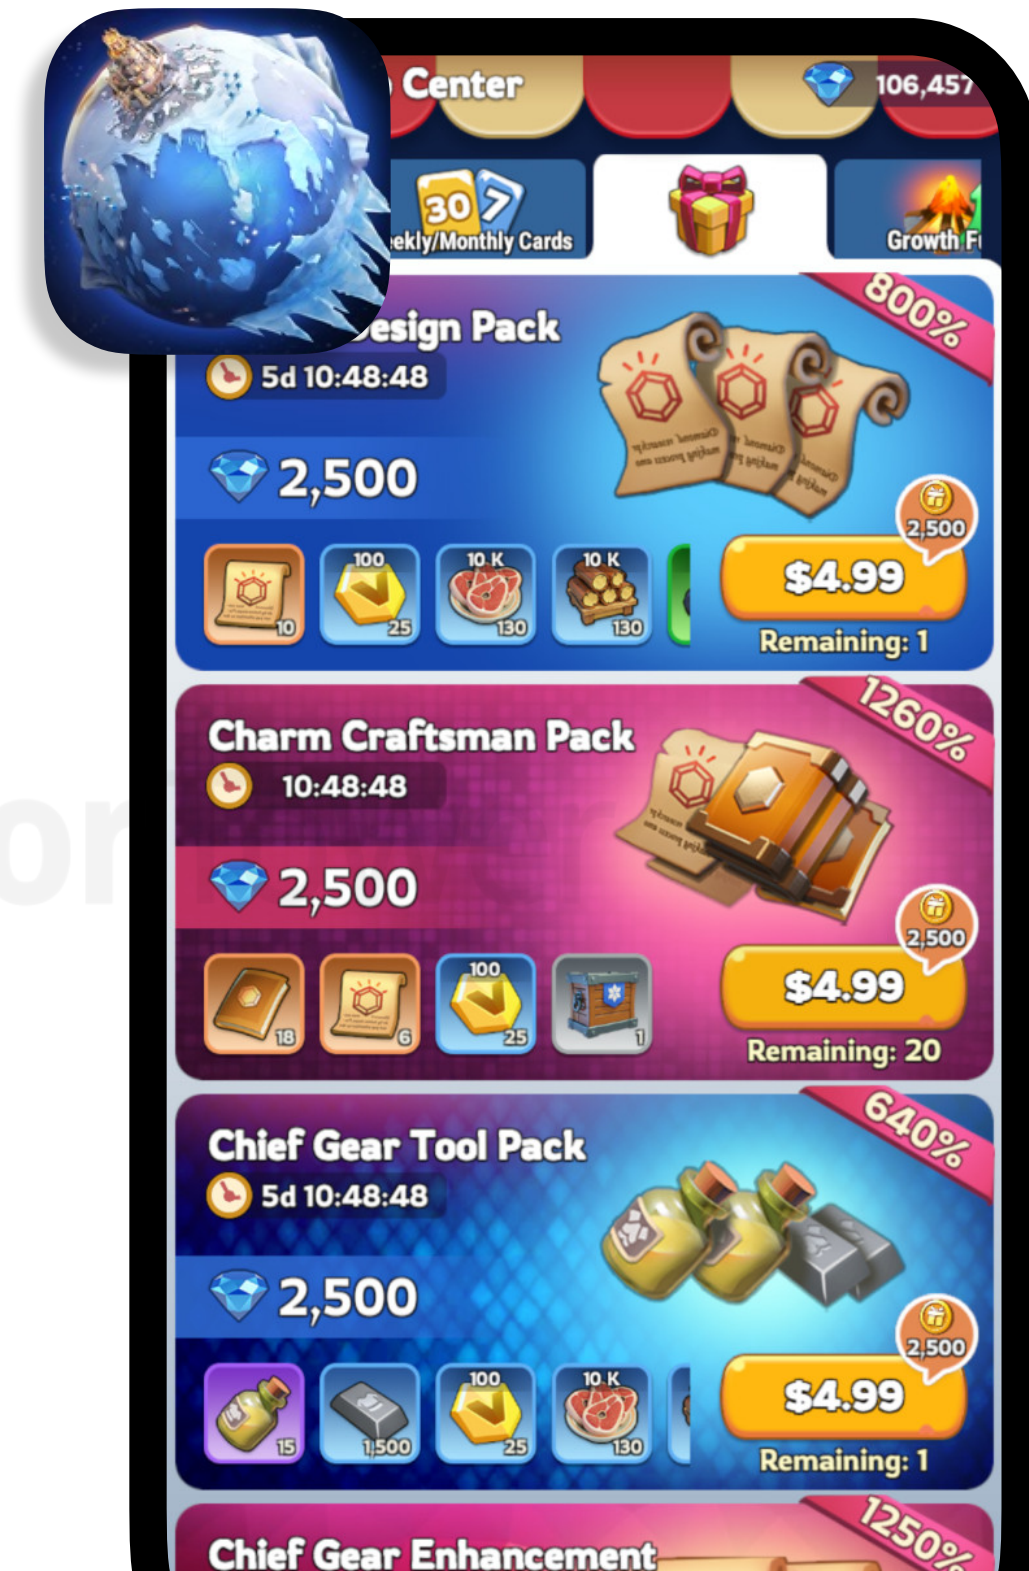 Center
106,457
30 7
Weekly/Monthly Cards
Growth Fu
800%
Design Pack
5d 10:48:48
2,500
2,500
$4.99
10
100
25
10 K
130
10 K
130
Remaining: 1
1260%
Charm Craftsman Pack
10:48:48
2,500
2,500
$4.99
18
6
100
25
1
Remaining: 20
640%
Chief Gear Tool Pack
5d 10:48:48
2,500
2,500
$4.99
15
1,500
100
25
10 K
130
Remaining: 1
1250%
Chief Gear Enhancement